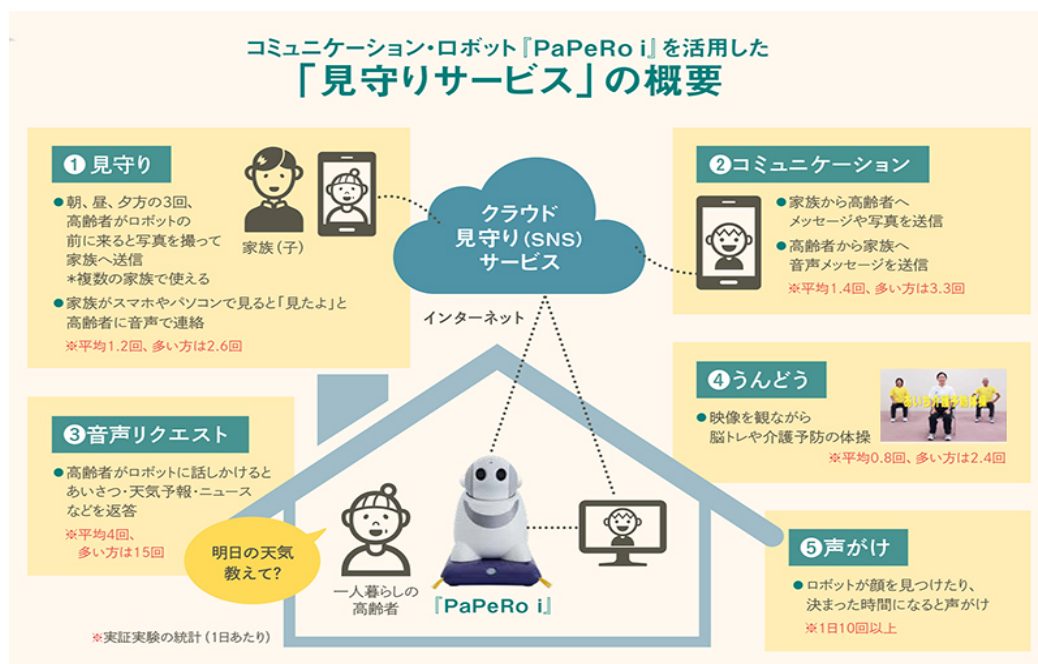 コミュニケーション・ロボット『PaPeRo i』を活用した
「見守りサービス」の概要
❶見守り
●朝、昼、夕方の3回、
高齢者がロボットの
前に来ると写真を撮って
家族へ送信
*複数の家族で使える
●家族がスマホやパソコンで見ると「見たよ」と
高齢者に音声で連絡
※平均1.2回、多い方は2.6回
家族(子)
クラウド
見守り(SNS)
サービス
インターネット
❷コミュニケーション
●家族から高齢者へ
メッセージや写真を送信
●高齢者から家族へ
音声メッセージを送信
※平均1.4回、多い方は3.3回
❸音声リクエスト
●高齢者がロボットに話しかけると
あいさつ・天気予報・ニュース
などを返答
※平均4回、
多い方は15回
❹うんどう
●映像を観ながら
脳トレや介護予防の体操
※平均0.8回、多い方は2.4回
あいち介護予防体操
❺声がけ
●ロボットが顔を見つけたり、
決まった時間になると声がけ
※1日10回以上
明日の天気
教えて?
一人暮らしの
高齢者
『PaPeRo i』
※実証実験の統計(1日あたり)